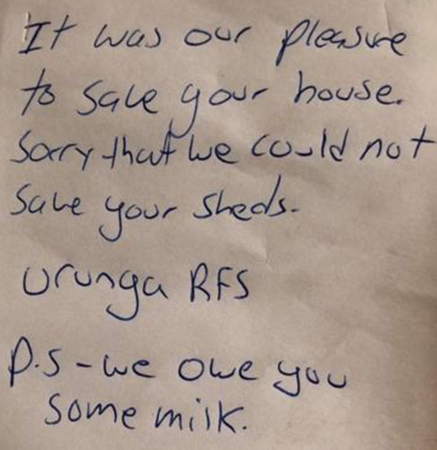 It was our pleasure
to save your house.
Sorry that we could not
save your sheds.
Urunga RFS
P.S - we owe you
some milk.